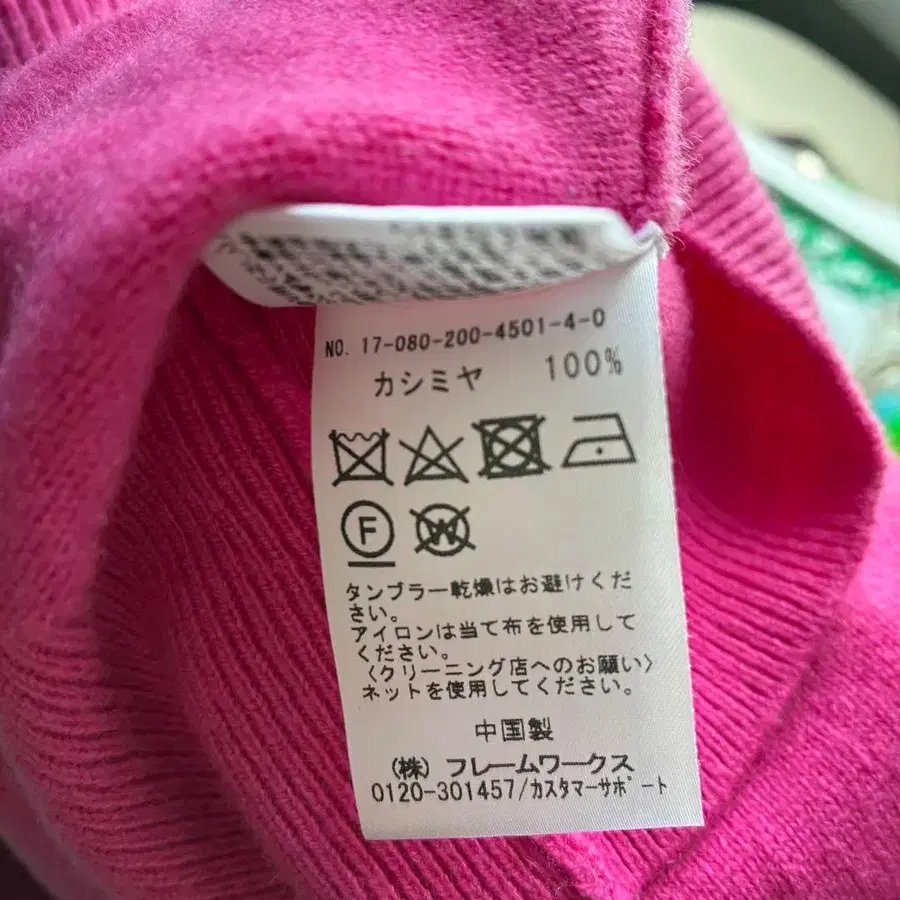 NO. 17-080-200-4501-4-0
カシミヤ 100%
F
W
タンブラー乾燥はお避けくだ
さい。
アイロンは当て布を使用して
ください。
〈クリーニング店へのお願い〉
ネットを使用してください。
中国製
(株) フレームワークス
0120-301457/カスタマーサポート